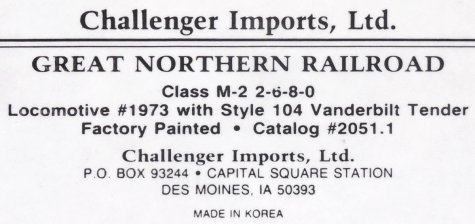 Challenger Imports, Ltd.
GREAT NORTHERN RAILROAD
Class M-2 2-6-8-0
Locomotive #1973 with Style 104 Vanderbilt Tender
Factory Painted • Catalog #2051.1
Challenger Imports, Ltd.
P.O. BOX 93244 • CAPITAL SQUARE STATION
DES MOINES, IA 50393
MADE IN KOREA